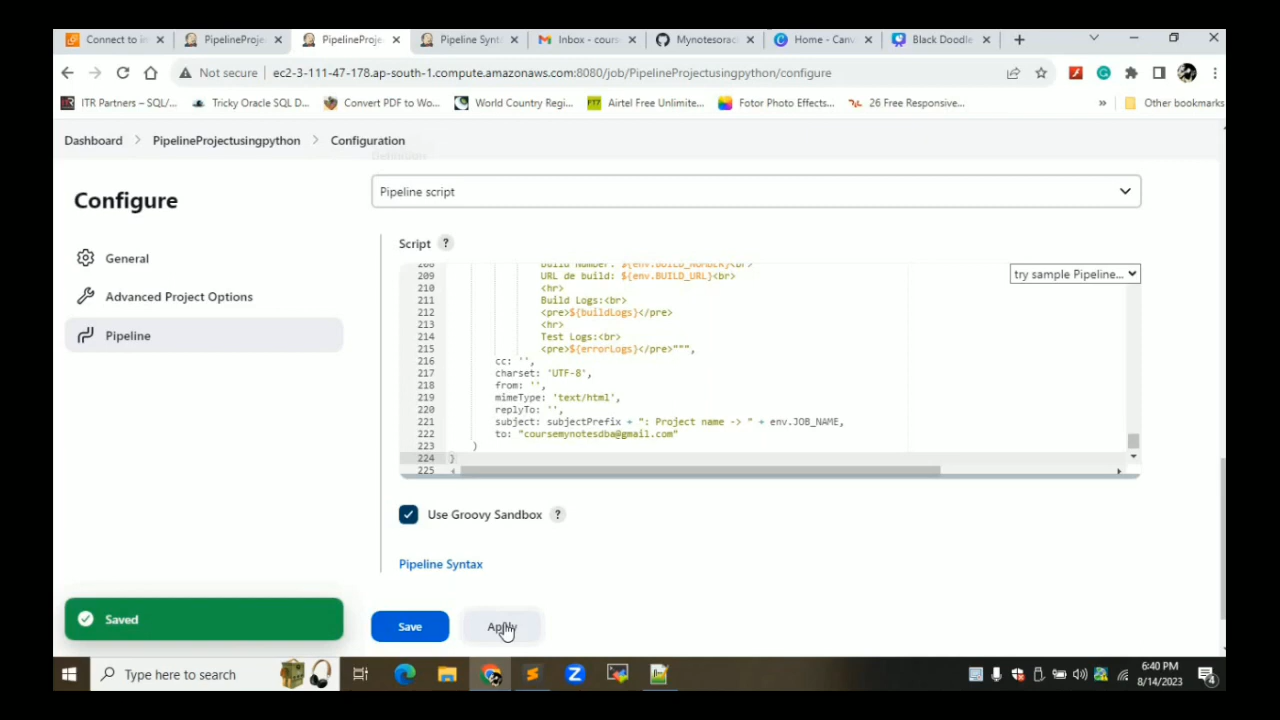 Connect to in
PipelineProje
PipelineProje
Pipeline Synt
Inbox - cours
Mynotesorac
Home - Canv
Black Doodle
Not secure
ec2-3-111-47-178.ap-south-1.compute.amazonaws.com:8080/job/PipelineProjectusingpython/configure
ITR Partners – SQL/...
Tricky Oracle SQL D...
Convert PDF to Wo...
World Country Regi...
Airtel Free Unlimite...
Fotor Photo Effects...
26 Free Responsive...
»
Other bookmarks
Dashboard > PipelineProjectusingpython > Configuration
Configure
General
Advanced Project Options
Pipeline
Pipeline script
Script ?
try sample Pipeline...
208 Build Number: ${env.BUILD_NUMBER}<br>
209 URL de build: ${env.BUILD_URL}<br>
210 <hr>
211 Build Logs:<br>
212 <pre>${buildLogs}</pre>
213 <hr>
214 Test Logs:<br>
215 <pre>${errorLogs}</pre>""",
216 cc: '',
217 charset: 'UTF-8',
218 from: '',
219 mimeType: 'text/html',
220 replyTo: '',
221 subject: subjectPrefix + ": Project name -> " + env.JOB_NAME,
222 to: "coursemynotesdba@gmail.com"
223 )
224 }
225
Use Groovy Sandbox ?
Pipeline Syntax
Saved
Save
Apply
Type here to search
6:40 PM
8/14/2023
4